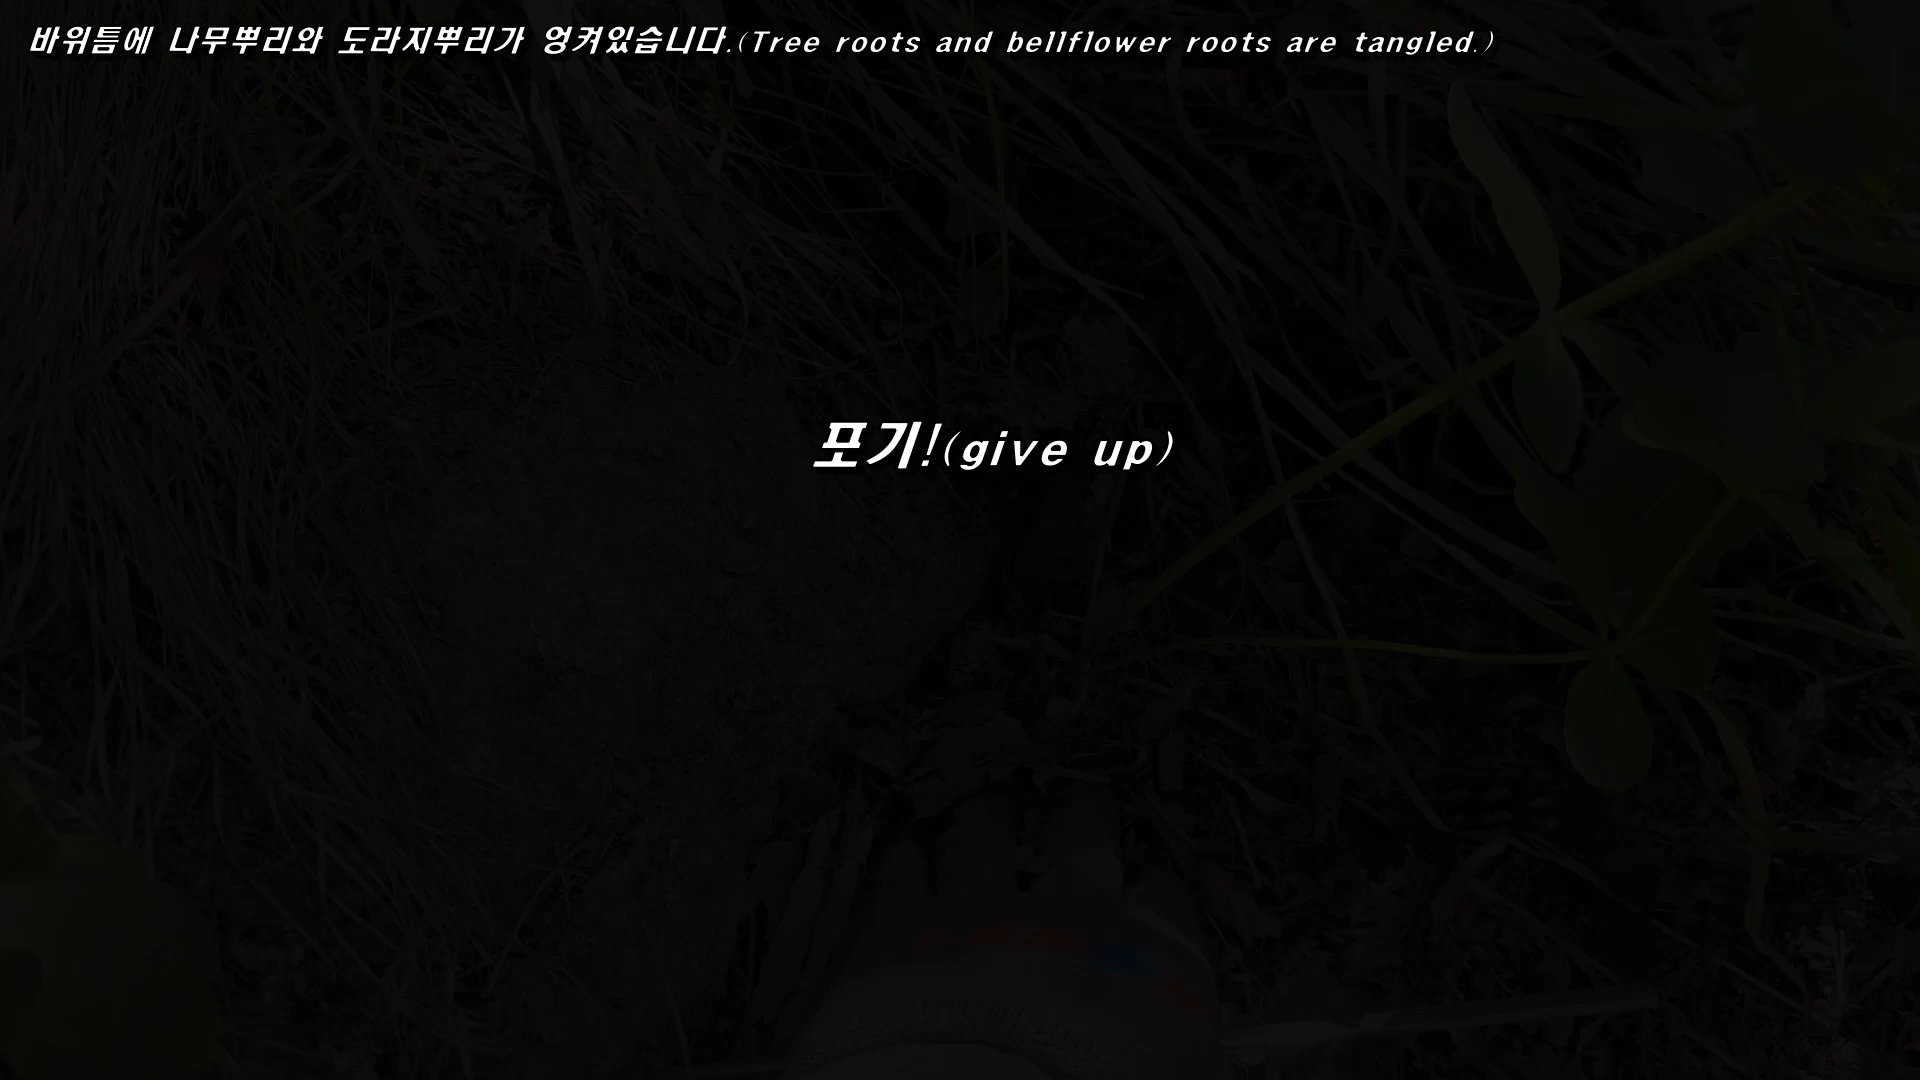 바위틈에 나무뿌리와 도라지뿌리가 엉켜있습니다.(Tree roots and bellflower roots are tangled.)
포기!(give up)